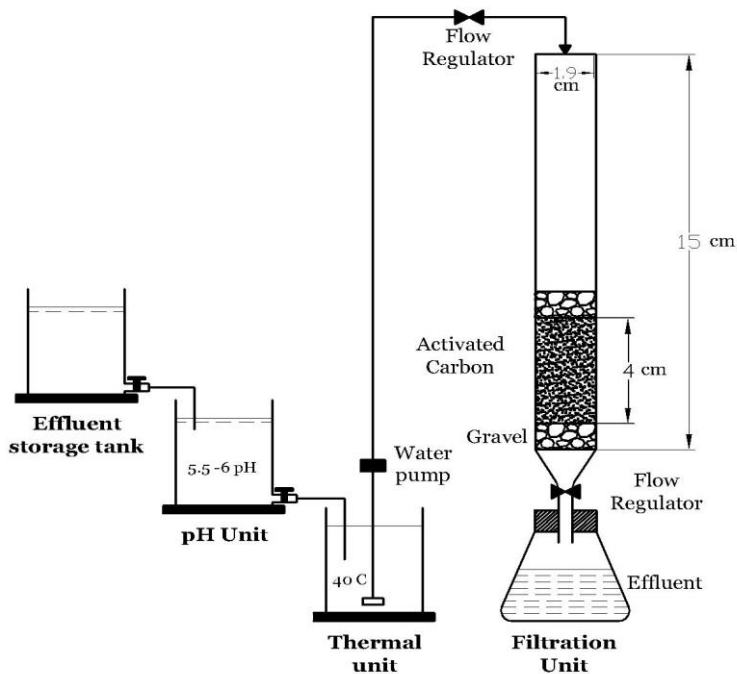 Flow
Regulator
1.9
cm
15 cm
Activated
Carbon
4 cm
Effluent
storage tank
Gravel
5.5 -6 pH
Water
pump
Flow
Regulator
pH Unit
40 C
Effluent
Thermal
unit
Filtration
Unit